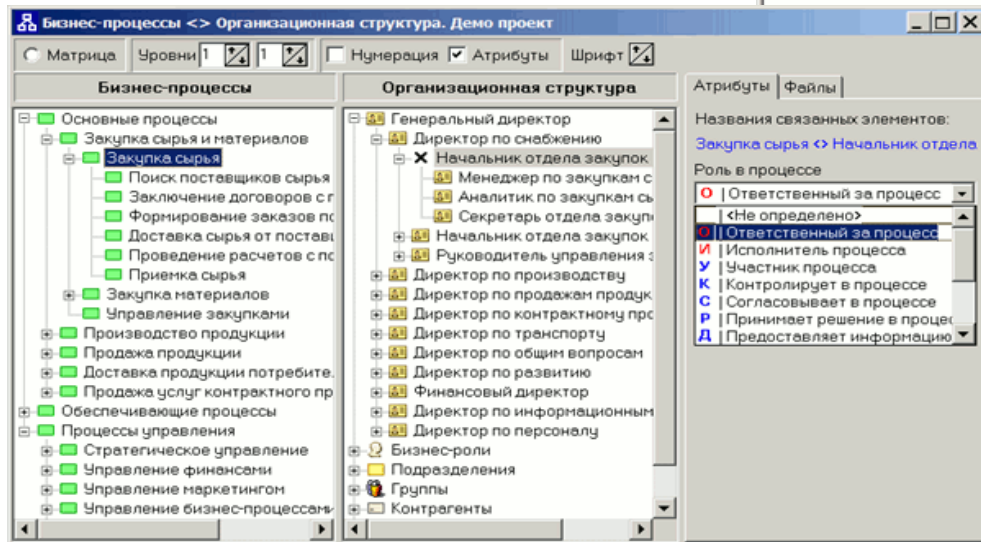 Бизнес-процессы <> Организационная структура. Демо проект
Матрица Уровни 1 1 Нумерация Атрибуты Шрифт
Бизнес-процессы
Основные процессы
Закупка сырья и материалов
Закупка сырья
Поиск поставщиков сырья
Заключение договоров с п
Формирование заказов по
Доставка сырья от постав
Проведение расчетов с по
Приемка сырья
Закупка материалов
Управление закупками
Производство продукции
Продажа продукции
Доставка продукции потребите.
Продажа услуг контрактного пр
Обеспечивающие процессы
Процессы управления
Стратегическое управление
Управление финансами
Управление маркетингом
Управление бизнес-процессами
Организационная структура
Генеральный директор
Директор по снабжению
Начальник отдела закупок
Менеджер по закупкам с
Аналитик по закупкам сы
Секретарь отдела закупо
Начальник отдела закупок
Руководитель управления з
Директор по производству
Директор по продажам продук
Директор по контрактному про
Директор по транспорту
Директор по общим вопросам
Директор по развитию
Финансовый директор
Директор по информационным
Директор по персоналу
Бизнес-роли
Подразделения
Группы
Контрагенты
Атрибуты Файлы
Названия связанных элементов:
Закупка сырья <> Начальник отдела
Роль в процессе
О | Ответственный за процесс
| <Не определено>
О | Ответственный за процесс
И | Исполнитель процесса
У | Участник процесса
К | Контролирует в процессе
С | Согласовывает в процессе
Р | Принимает решение в процес
Д | Предоставляет информацию